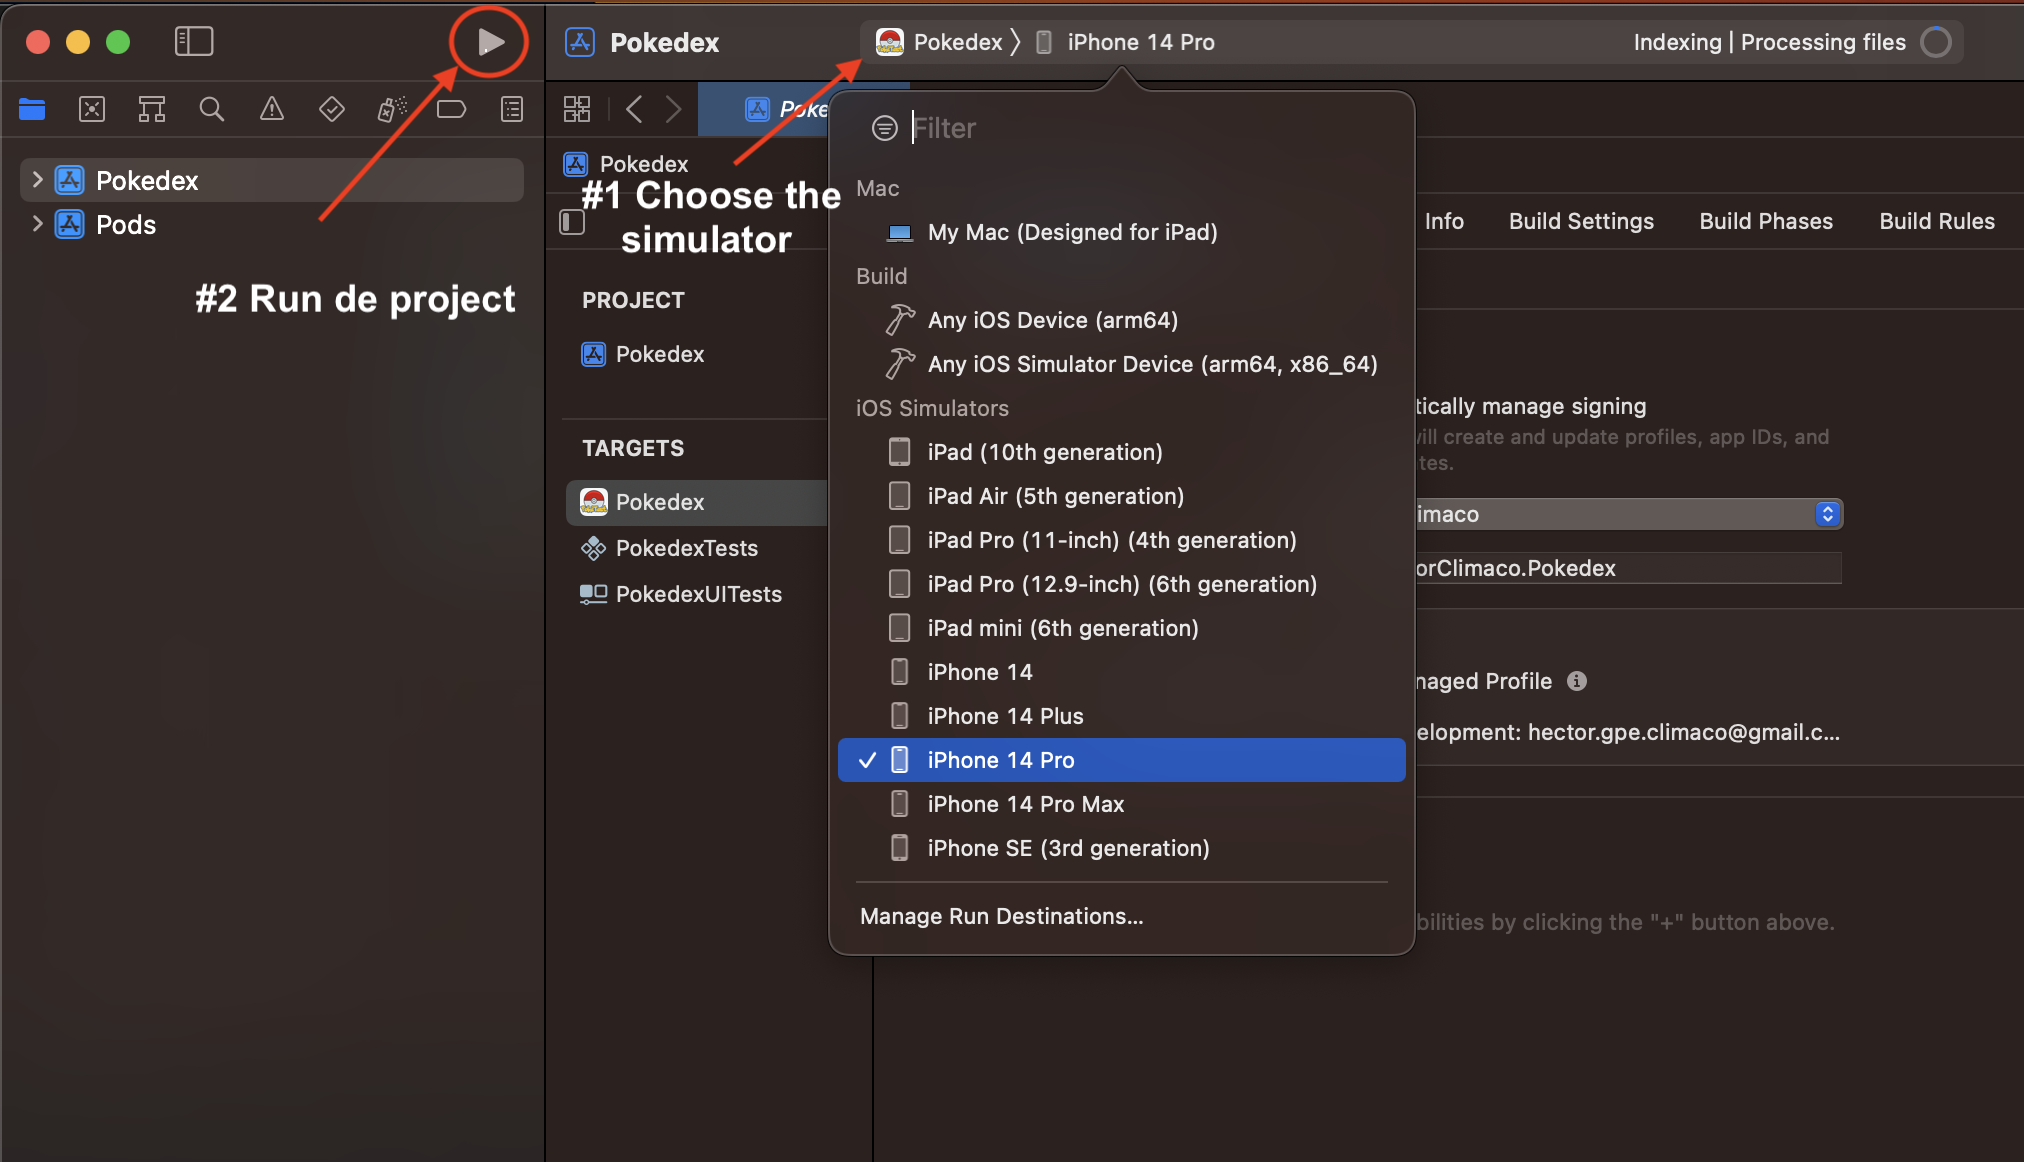 Pokedex
Pokedex
iPhone 14 Pro
Indexing | Processing files
Poke
Filter
Pokedex
Pods
Pokedex
#1 Choose the
simulator
#2 Run de project
Mac
My Mac (Designed for iPad)
Build
Any iOS Device (arm64)
Any iOS Simulator Device (arm64, x86_64)
iOS Simulators
iPad (10th generation)
iPad Air (5th generation)
iPad Pro (11-inch) (4th generation)
iPad Pro (12.9-inch) (6th generation)
iPad mini (6th generation)
iPhone 14
iPhone 14 Plus
iPhone 14 Pro
iPhone 14 Pro Max
iPhone SE (3rd generation)
Manage Run Destinations...
PROJECT
Pokedex
TARGETS
Pokedex
PokedexTests
PokedexUITests
Info
Build Settings
Build Phases
Build Rules
tically manage signing
will create and update profiles, app IDs, and
tes.
imaco
orClimaco.Pokedex
naged Profile
elopment: hector.gpe.climaco@gmail.c...
bilities by clicking the "+" button above.